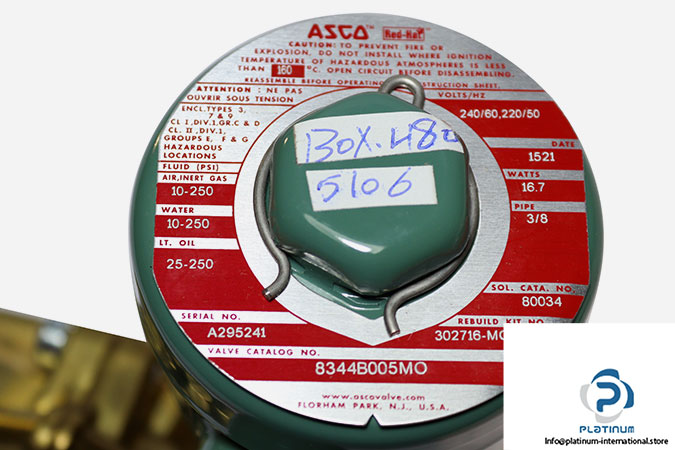 ASCO™ Red-Hat
CAUTION: TO PREVENT FIRE OR
EXPLOSION, DO NOT INSTALL WHERE IGNITION
TEMPERATURE OF HAZARDOUS ATMOSPHERES IS LESS
THAN 160 °C. OPEN CIRCUIT BEFORE DISASSEMBLING.
REASSEMBLE BEFORE OPERATING STRUCTION SHEET.
ATTENTION: NE PAS
OUVRIR SOUS TENSION
ENCL. TYPES 3,
7 & 9
CL I, DIV.1, GR.C & D
CL. II, DIV.1,
GROUPS E, F & G
HAZARDOUS
LOCATIONS
FLUID (PSI)
AIR, INERT GAS
10-250
WATER
10-250
LT. OIL
25-250
VOLTS/HZ
240/60,220/50
DATE
1521
WATTS
16.7
PIPE
3/8
BOX.480
5106
SOL. CATA. NO.
80034
SERIAL NO.
A295241
REBUILD KIT NO.
302716-MO
VALVE CATALOG NO.
8344B005MO
www.ascovalve.com
FLORHAM PARK, N.J., U.S.A.
PLATINUM
Info@platinum-international.store